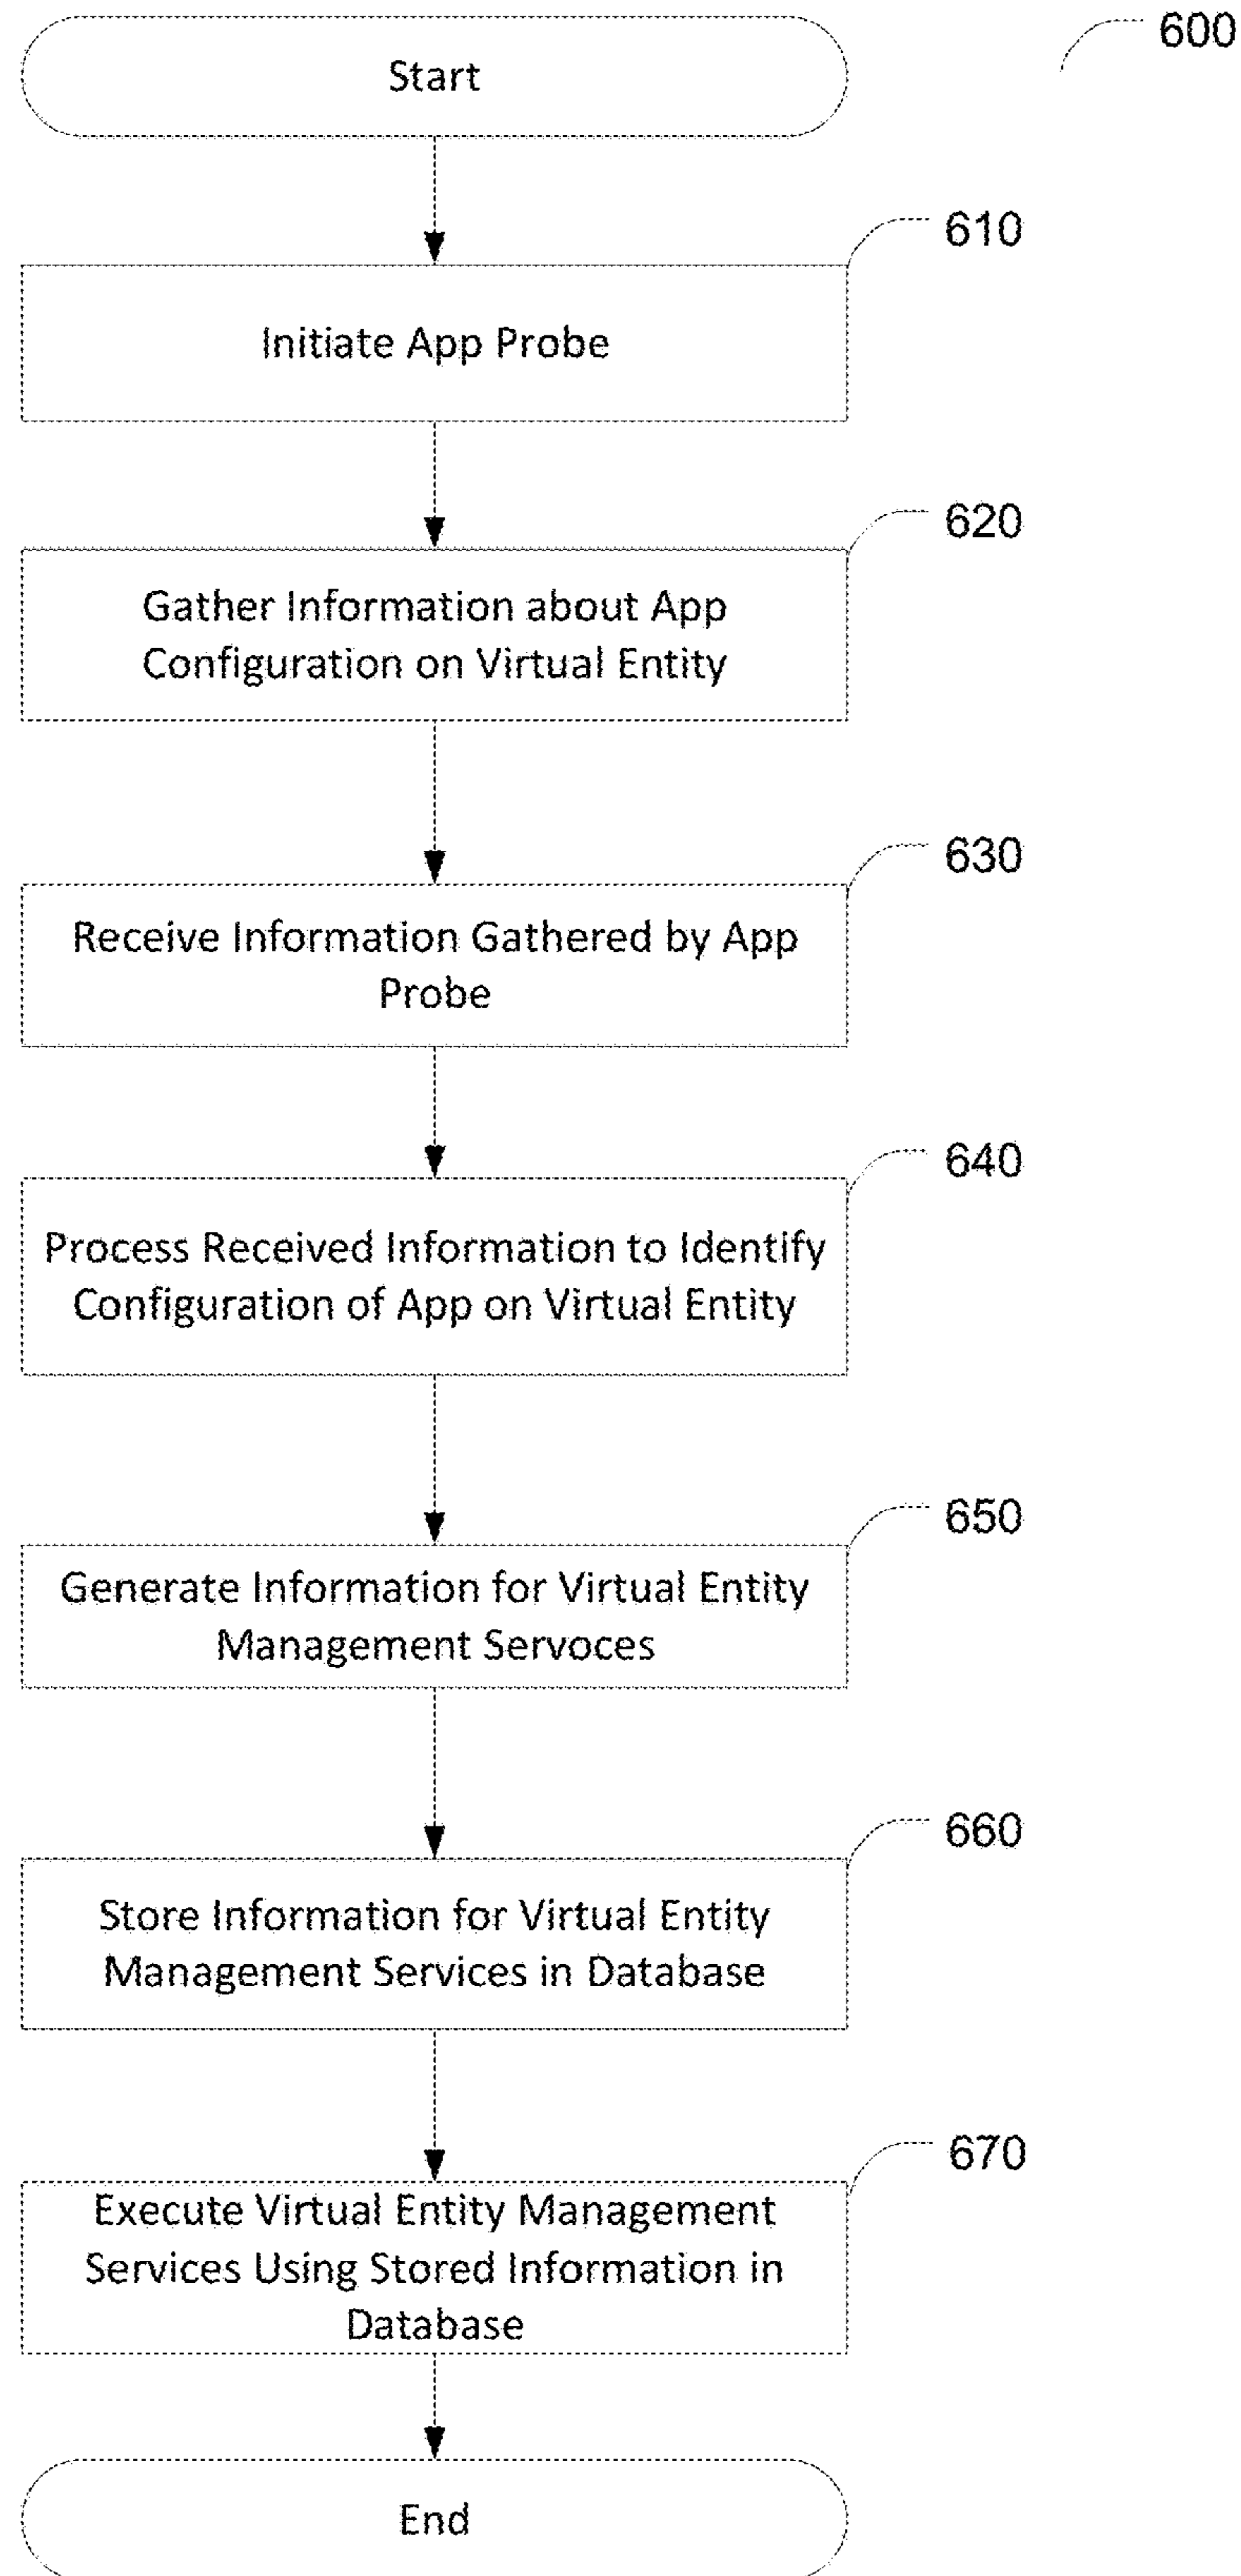 600
Start
610
Initiate App Probe
620
Gather Information about App
Configuration on Virtual Entity
630
Receive Information Gathered by App
Probe
640
Process Received Information to Identify
Configuration of App on Virtual Entity
650
Generate Information for Virtual Entity
Management Servoces
660
Store Information for Virtual Entity
Management Services in Database
670
Execute Virtual Entity Management
Services Using Stored Information in
Database
End